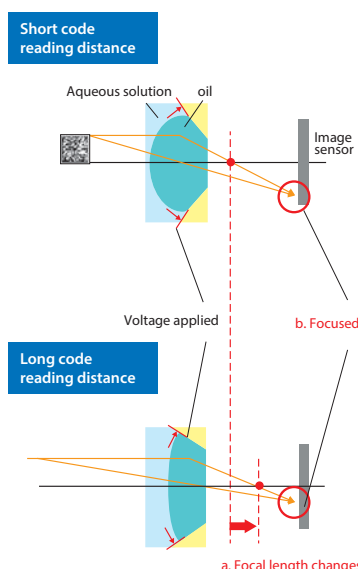 Short code
reading distance
Aqueous solution
oil
Image
sensor
Voltage applied
b. Focused
Long code
reading distance
a. Focal length changes